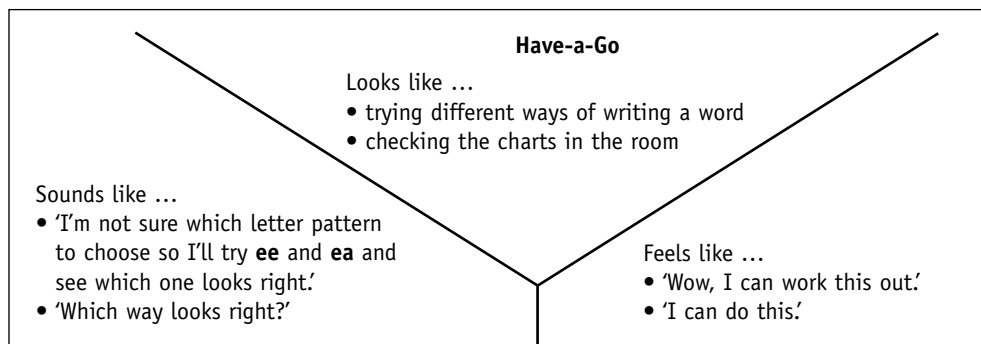 Have-a-Go
Looks like …
• trying different ways of writing a word
• checking the charts in the room
Sounds like …
• ‘I’m not sure which letter pattern
to choose so I’ll try ee and ea and
see which one looks right.’
• ‘Which way looks right?’
Feels like …
• ‘Wow, I can work this out.’
• ‘I can do this.’